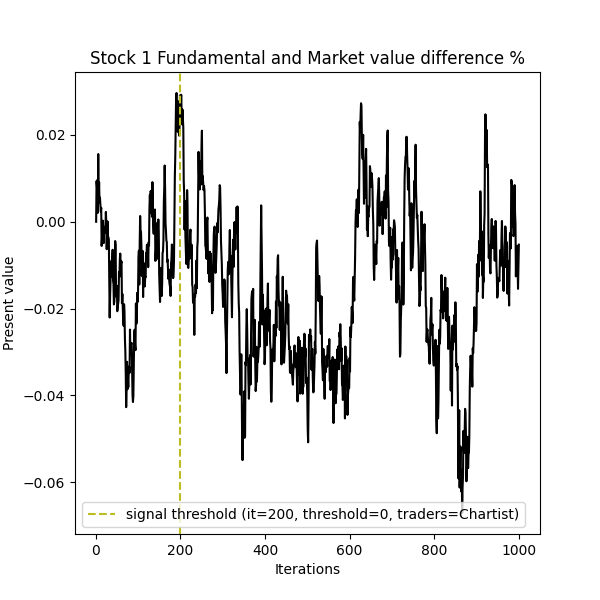 Stock 1 Fundamental and Market value difference %
Present value
0.02
0.00
−0.02
−0.04
−0.06
signal threshold (it=200, threshold=0, traders=Chartist)
0
200
400
600
800
1000
Iterations